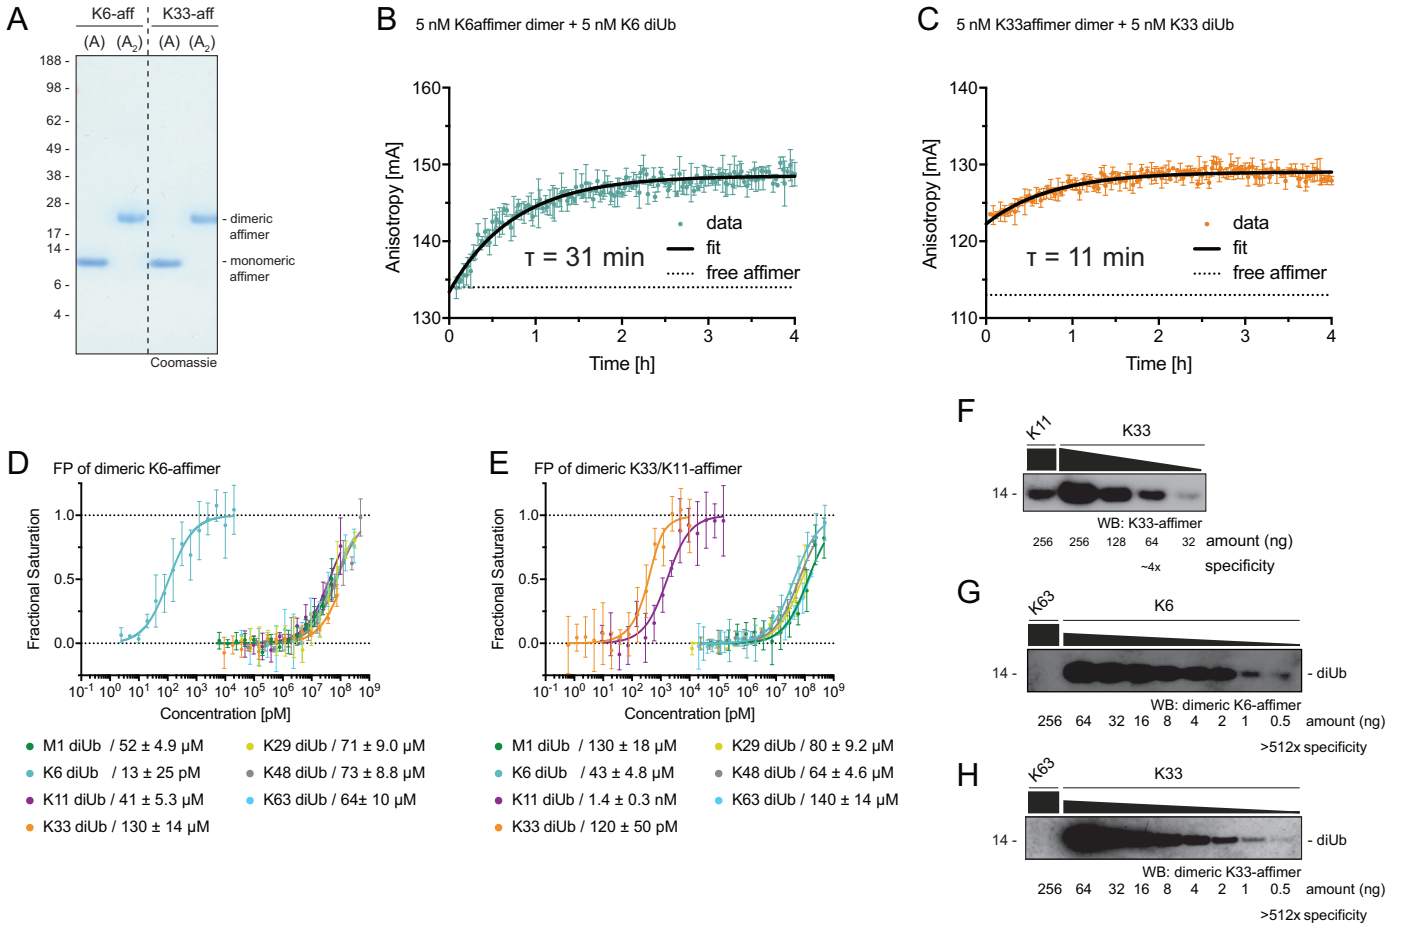 A
K6-aff K33-aff
(A) (A2) (A) (A2)
188 -
98 -
62 -
49 -
38 -
28 -
17 -
14 -
6 -
4 -
- dimeric
affimer
- monomeric
affimer
Coomassie
B
5 nM K6affimer dimer + 5 nM K6 diUb
Anisotropy [mA]
160
150
140
130
data
fit
free affimer
τ = 31 min
0 1 2 3 4
Time [h]
C
5 nM K33affimer dimer + 5 nM K33 diUb
Anisotropy [mA]
140
130
120
110
data
fit
free affimer
τ = 11 min
0 1 2 3 4
Time [h]
D
FP of dimeric K6-affimer
Fractional Saturation
1.0
0.5
0.0
10-1 100 101 102 103 104 105 106 107 108 109
Concentration [pM]
M1 diUb / 52 ± 4.9 µM
K6 diUb / 13 ± 25 pM
K11 diUb / 41 ± 5.3 µM
K33 diUb / 130 ± 14 µM
K29 diUb / 71 ± 9.0 µM
K48 diUb / 73 ± 8.8 µM
K63 diUb / 64± 10 µM
E
FP of dimeric K33/K11-affimer
Fractional Saturation
1.0
0.5
0.0
10-1 100 101 102 103 104 105 106 107 108 109
Concentration [pM]
M1 diUb / 130 ± 18 µM
K6 diUb / 43 ± 4.8 µM
K11 diUb / 1.4 ± 0.3 nM
K33 diUb / 120 ± 50 pM
K29 diUb / 80 ± 9.2 µM
K48 diUb / 64 ± 4.6 µM
K63 diUb / 140 ± 14 µM
F
K11 K33
14 -
WB: K33-affimer
256 256 128 64 32 amount (ng)
~4x specificity
G
K63 K6
14 - - diUb
WB: dimeric K6-affimer
256 64 32 16 8 4 2 1 0.5 amount (ng)
>512x specificity
H
K63 K33
14 - - diUb
WB: dimeric K33-affimer
256 64 32 16 8 4 2 1 0.5 amount (ng)
>512x specificity